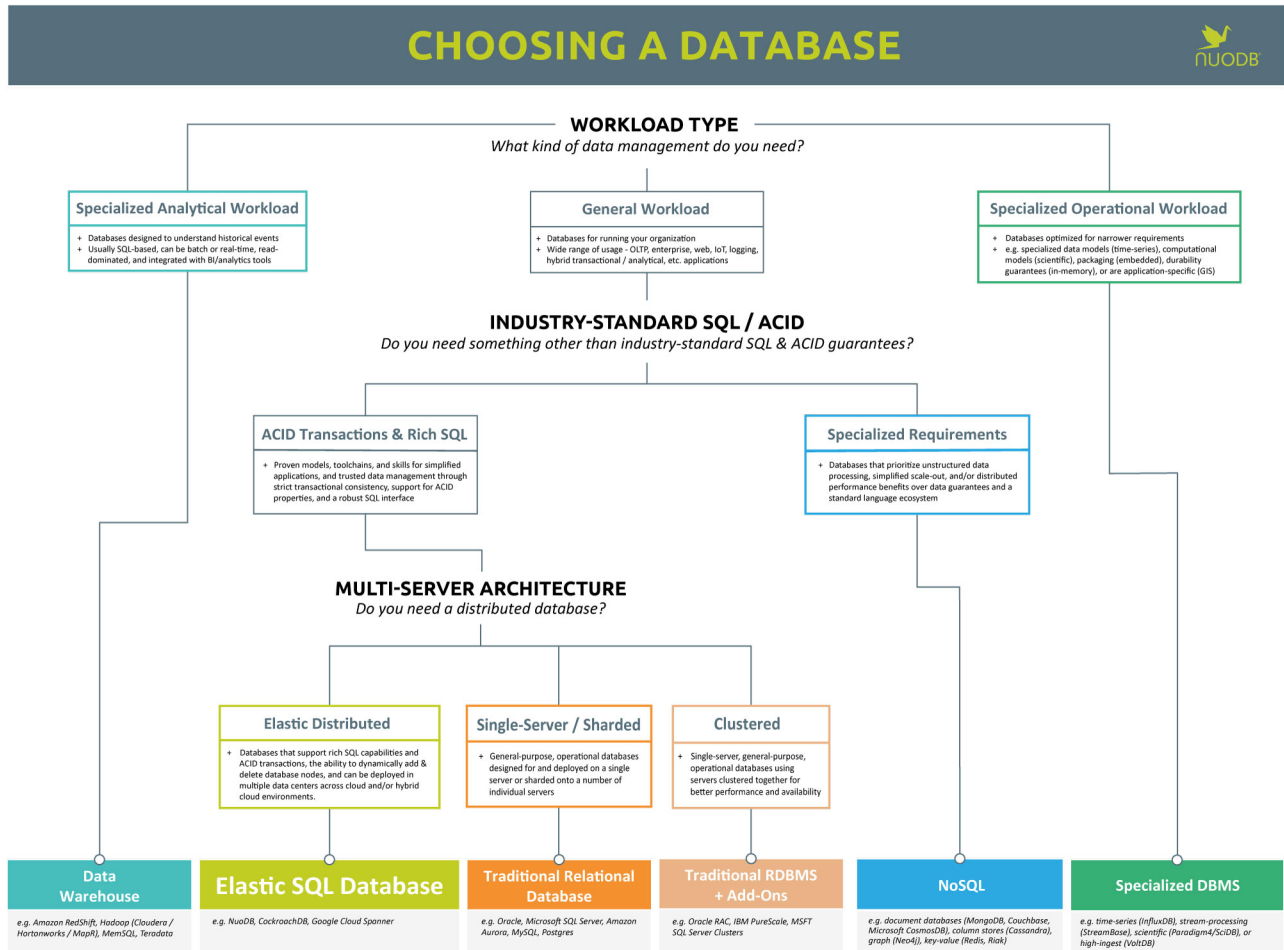 CHOOSING A DATABASE
NUODB
WORKLOAD TYPE
What kind of data management do you need?
Specialized Analytical Workload
+ Databases designed to understand historical events
+ Usually SQL-based, can be batch or real-time, read-
dominated, and integrated with BI/analytics tools
General Workload
+ Databases for running your organization
+ Wide range of usage - OLTP, enterprise, web, IoT, logging,
hybrid transactional / analytical, etc. applications
Specialized Operational Workload
+ Databases optimized for narrower requirements
+ e.g. specialized data models (time-series), computational
models (scientific), packaging (embedded), durability
guarantees (in-memory), or are application-specific (GIS)
INDUSTRY-STANDARD SQL / ACID
Do you need something other than industry-standard SQL & ACID guarantees?
ACID Transactions & Rich SQL
+ Proven models, toolchains, and skills for simplified
applications, and trusted data management through
strict transactional consistency, support for ACID
properties, and a robust SQL interface
Specialized Requirements
+ Databases that prioritize unstructured data
processing, simplified scale-out, and/or distributed
performance benefits over data guarantees and a
standard language ecosystem
MULTI-SERVER ARCHITECTURE
Do you need a distributed database?
Elastic Distributed
+ Databases that support rich SQL capabilities and
ACID transactions, the ability to dynamically add &
delete database nodes, and can be deployed in
multiple data centers across cloud and/or hybrid
cloud environments.
Single-Server / Sharded
+ General-purpose, operational databases
designed for and deployed on a single
server or sharded onto a number of
individual servers
Clustered
+ Single-server, general-purpose,
operational databases using
servers clustered together for
better performance and availability
Data
Warehouse
e.g. Amazon RedShift, Hadoop (Cloudera /
Hortonworks / MapR), MemSQL, Teradata
Elastic SQL Database
e.g. NuoDB, CockroachDB, Google Cloud Spanner
Traditional Relational
Database
e.g. Oracle, Microsoft SQL Server, Amazon
Aurora, MySQL, Postgres
Traditional RDBMS
+ Add-Ons
e.g. Oracle RAC, IBM PureScale, MSFT
SQL Server Clusters
NoSQL
e.g. document databases (MongoDB, Couchbase,
Microsoft CosmosDB), column stores (Cassandra),
graph (Neo4j), key-value (Redis, Riak)
Specialized DBMS
e.g. time-series (InfluxDB), stream-processing
(StreamBase), scientific (Paradigm4/SciDB), or
high-ingest (VoltDB)